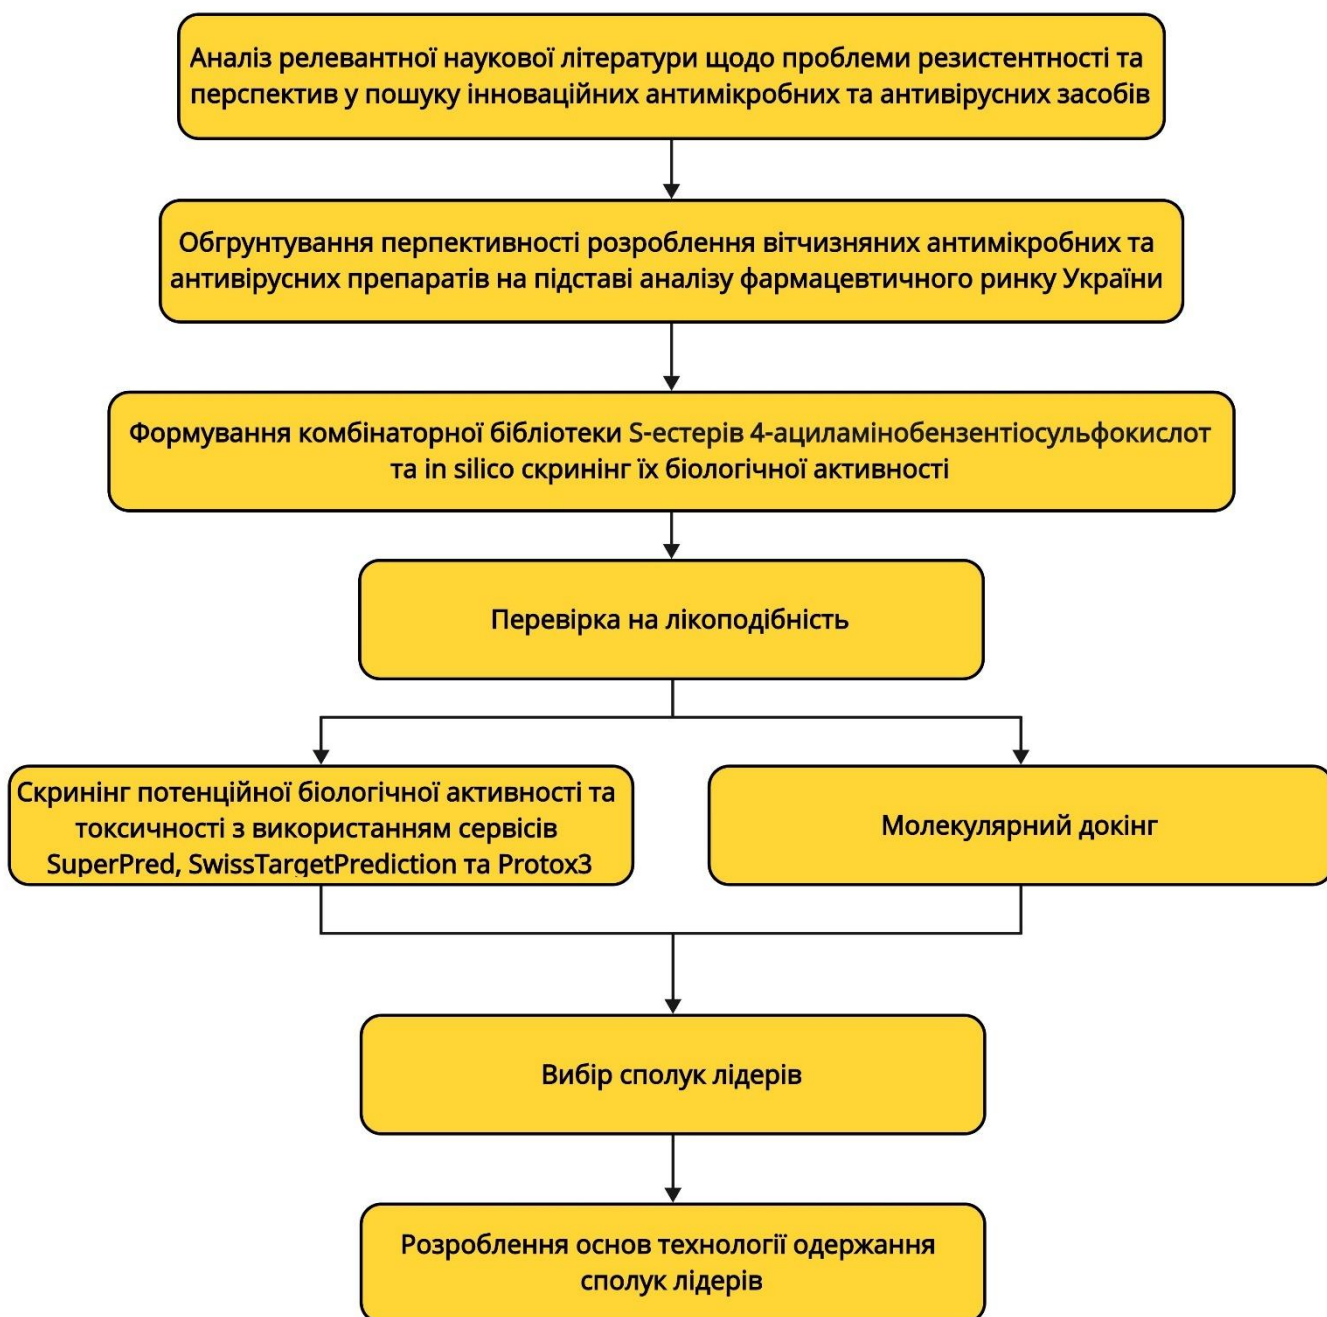 Аналіз релевантної наукової літератури щодо проблеми резистентності та
перспектив у пошуку інноваційних антимікробних та антивірусних засобів
Обгрунтування перпективності розроблення вітчизняних антимікробних та
антивірусних препаратів на підставі аналізу фармацевтичного ринку України
Формування комбінаторної бібліотеки S-естерів 4-ациламінобензентіосульфокислот
та in silico скринінг їх біологічної активності
Перевірка на лікоподібність
Скринінг потенційної біологічної активності та
токсичності з використанням сервісів
SuperPred, SwissTargetPrediction та Protox3
Молекулярний докінг
Вибір сполук лідерів
Розроблення основ технології одержання
сполук лідерів